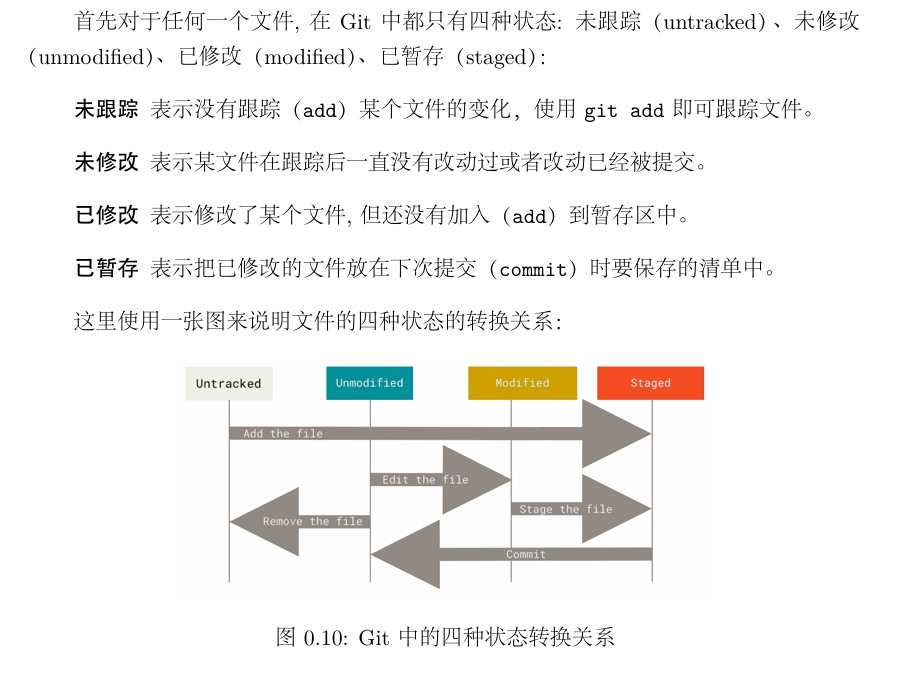 首先对于任何一个文件, 在 Git 中都只有四种状态: 未跟踪（untracked）、未修改
（unmodified）、已修改（modified）、已暂存（staged）:
未跟踪 表示没有跟踪（add）某个文件的变化，使用 git add 即可跟踪文件。
未修改 表示某文件在跟踪后一直没有改动过或者改动已经被提交。
已修改 表示修改了某个文件, 但还没有加入（add）到暂存区中。
已暂存 表示把已修改的文件放在下次提交（commit）时要保存的清单中。
这里使用一张图来说明文件的四种状态的转换关系:
Untracked Unmodified Modified Staged
Add the file
Edit the file
Stage the file
Remove the file
Commit
图 0.10: Git 中的四种状态转换关系